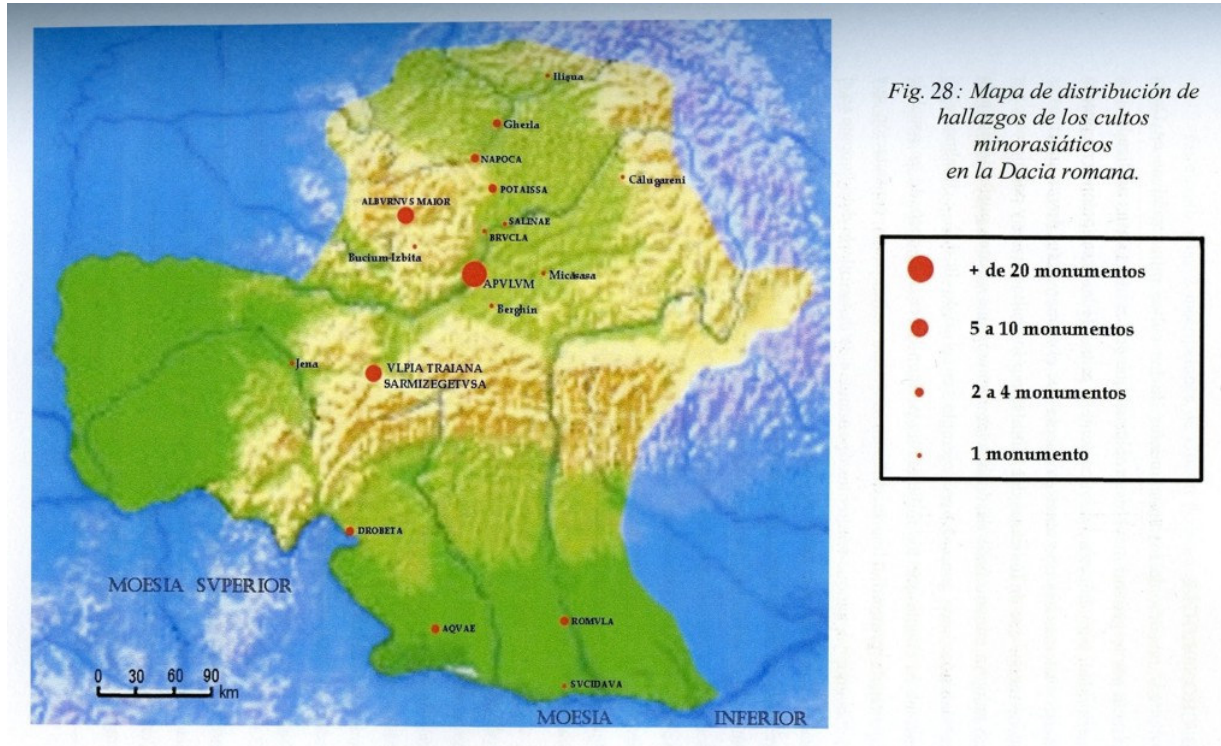 Ilişua
Gherla
NAPOCA
Călugareni
POTAISSA
ALBVRNVS MAIOR
SALINAE
BRVCLA
Bucium-Izbita
Micăsasa
APVLVM
Berghin
Jena
VLPIA TRAIANA
SARMIZEGETVSA
DROBETA
MOESIA SVPERIOR
AQVAE
ROMVLA
SVCIDAVA
0 30 60 90
km
MOESIA INFERIOR
Fig. 28: Mapa de distribución de
hallazgos de los cultos
minorasiáticos
en la Dacia romana.
+ de 20 monumentos
5 a 10 monumentos
2 a 4 monumentos
1 monumento